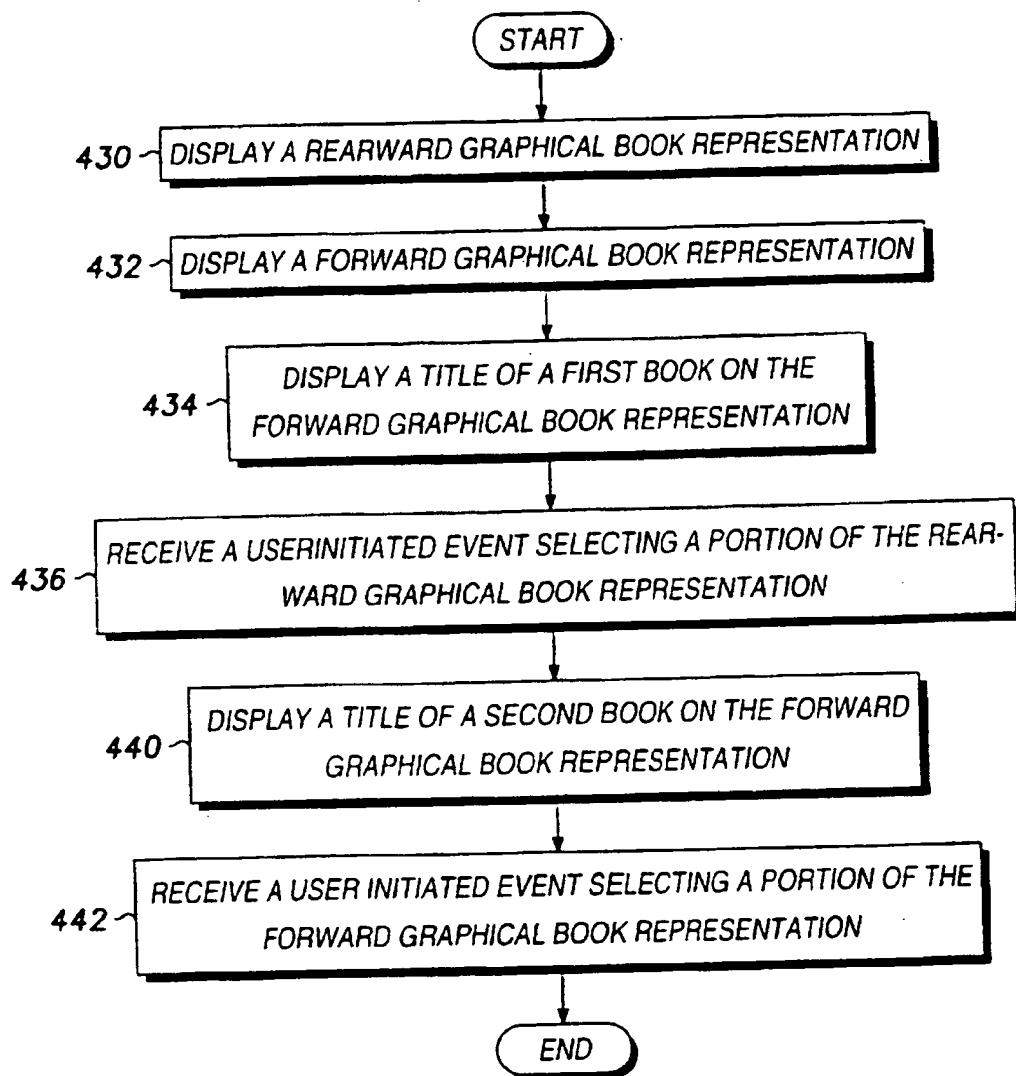 START
430 DISPLAY A REARWARD GRAPHICAL BOOK REPRESENTATION
432 DISPLAY A FORWARD GRAPHICAL BOOK REPRESENTATION
DISPLAY A TITLE OF A FIRST BOOK ON THE
434 FORWARD GRAPHICAL BOOK REPRESENTATION
RECEIVE A USERINITIATED EVENT SELECTING A PORTION OF THE REAR-
436 WARD GRAPHICAL BOOK REPRESENTATION
DISPLAY A TITLE OF A SECOND BOOK ON THE FORWARD
440 GRAPHICAL BOOK REPRESENTATION
RECEIVE A USER INITIATED EVENT SELECTING A PORTION OF THE
442 FORWARD GRAPHICAL BOOK REPRESENTATION
END